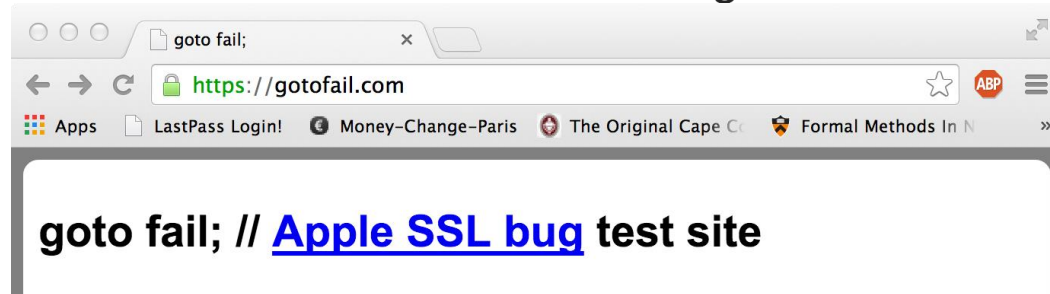 goto fail;
https://gotofail.com
ABP
Apps LastPass Login! Money-Change-Paris The Original Cape Formal Methods In
goto fail; // Apple SSL bug test site